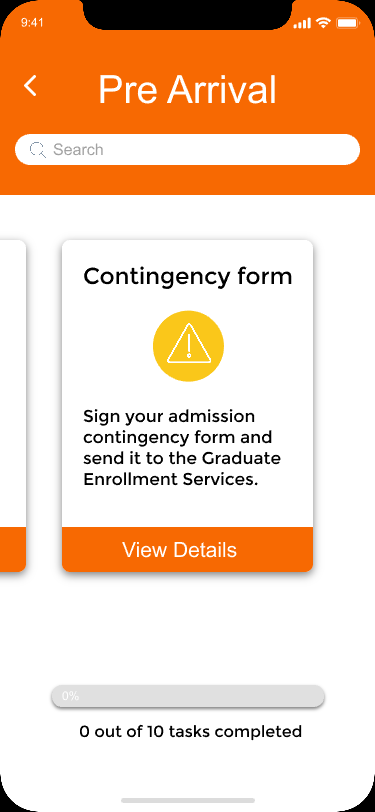 9:41
Pre Arrival
Search
Contingency form
Sign your admission
contingency form and
send it to the Graduate
Enrollment Services.
View Details
0%
0 out of 10 tasks completed